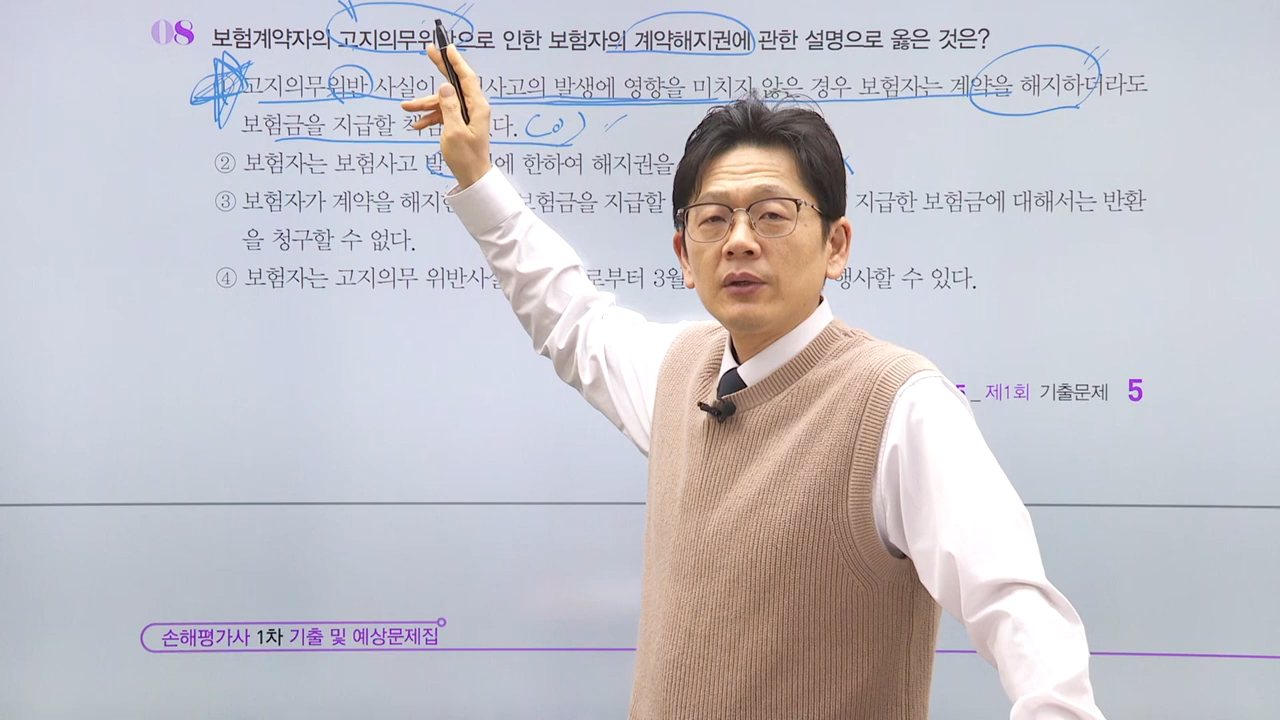 08 보험계약자의 고지의무위반으로 인한 보험자의 계약해지권에 관한 설명으로 옳은 것은?
고지의무위반 사실이 사고의 발생에 영향을 미치지 않은 경우 보험자는 계약을 해지하더라도
보험금을 지급할 책임 다. (o)
② 보험자는 보험사고 에 한하여 해지권을
③ 보험자가 계약을 해지 보험금을 지급할 지급한 보험금에 대해서는 반환
을 청구할 수 없다.
④ 보험자는 고지의무 위반사실 로부터 3월 행사할 수 있다.
_ 제1회 기출문제 5
손해평가사 1차 기출 및 예상문제집